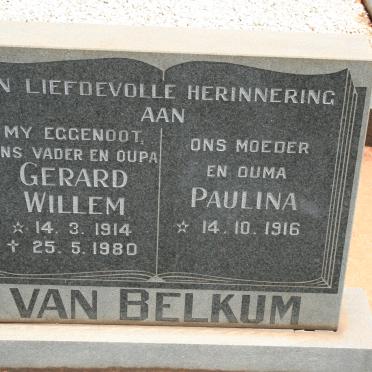 N LIEFDEVOLLE HERINNERING
AAN
MY EGGENOOT,
NS VADER EN OUPA
GERARD
WILLEM
☆ 14. 3. 1914
✝ 25. 5. 1980
ONS MOEDER
EN OUMA
PAULINA
☆ 14. 10. 1916
VAN BELKUM